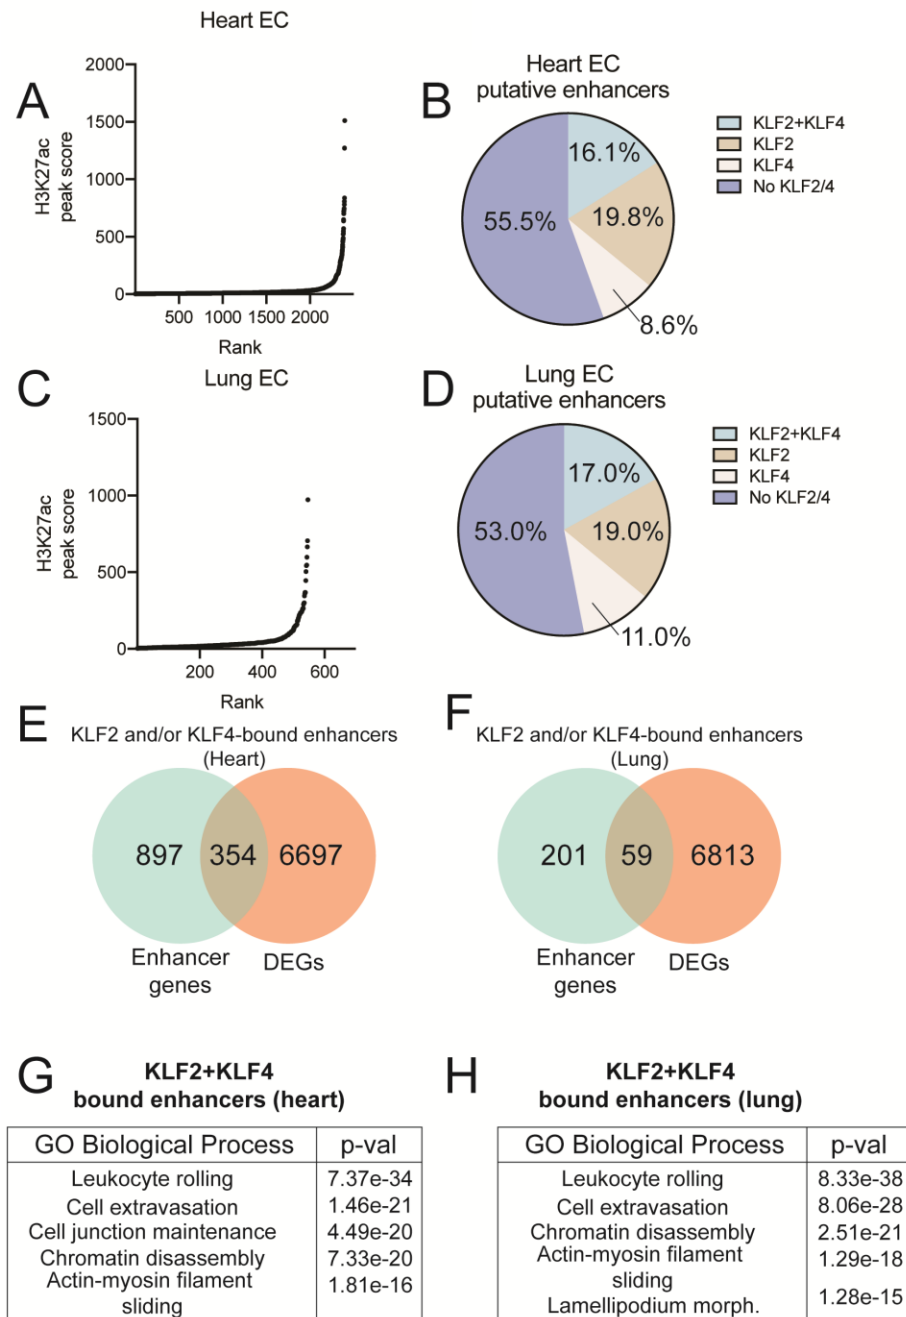 Heart EC
A
H3K27ac
peak score
2000
1500
1000
500
0
500 1000 1500 2000
Rank
B
Heart EC
putative enhancers
16.1%
19.8%
8.6%
55.5%
KLF2+KLF4
KLF2
KLF4
No KLF2/4
C
Lung EC
H3K27ac
peak score
1500
1000
500
0
200 400 600
Rank
D
Lung EC
putative enhancers
17.0%
19.0%
11.0%
53.0%
KLF2+KLF4
KLF2
KLF4
No KLF2/4
E
KLF2 and/or KLF4-bound enhancers
(Heart)
897 354 6697
Enhancer
genes
DEGs
F
KLF2 and/or KLF4-bound enhancers
(Lung)
201 59 6813
Enhancer
genes
DEGs
G
KLF2+KLF4
bound enhancers (heart)
GO Biological Process p-val
Leukocyte rolling 7.37e-34
Cell extravasation 1.46e-21
Cell junction maintenance 4.49e-20
Chromatin disassembly 7.33e-20
Actin-myosin filament 1.81e-16
sliding
H
KLF2+KLF4
bound enhancers (lung)
GO Biological Process p-val
Leukocyte rolling 8.33e-38
Cell extravasation 8.06e-28
Chromatin disassembly 2.51e-21
Actin-myosin filament 1.29e-18
sliding
Lamellipodium morph. 1.28e-15